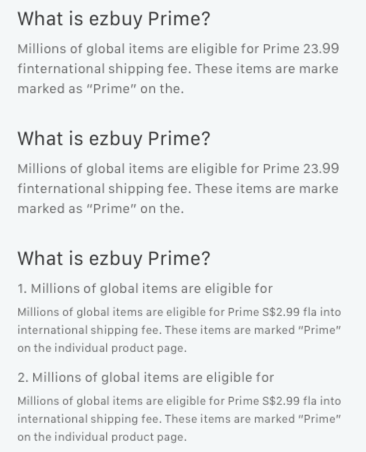 What is ezbuy Prime?
Millions of global items are eligible for Prime 23.99
finternational shipping fee. These items are marke
marked as “Prime” on the.
What is ezbuy Prime?
Millions of global items are eligible for Prime 23.99
finternational shipping fee. These items are marke
marked as “Prime” on the.
What is ezbuy Prime?
1. Millions of global items are eligible for
Millions of global items are eligible for Prime S$2.99 fla into
international shipping fee. These items are marked “Prime”
on the individual product page.
2. Millions of global items are eligible for
Millions of global items are eligible for Prime S$2.99 fla into
international shipping fee. These items are marked “Prime”
on the individual product page.